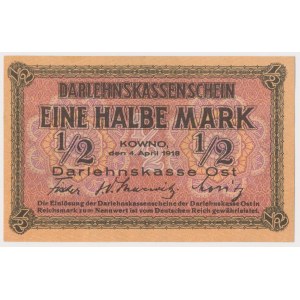 DARLEHNSKASSENSCHEIN
EINE HALBE MARK
1/2 KOWNO, 1/2
den 4. April 1918
Darlehnskasse Ost
Die Einlösung der Darlehnskassenscheine der Darlehnskasse Ost in
Reichsmark zum Nennwert ist vom Deutschen Reich gewährleistet.